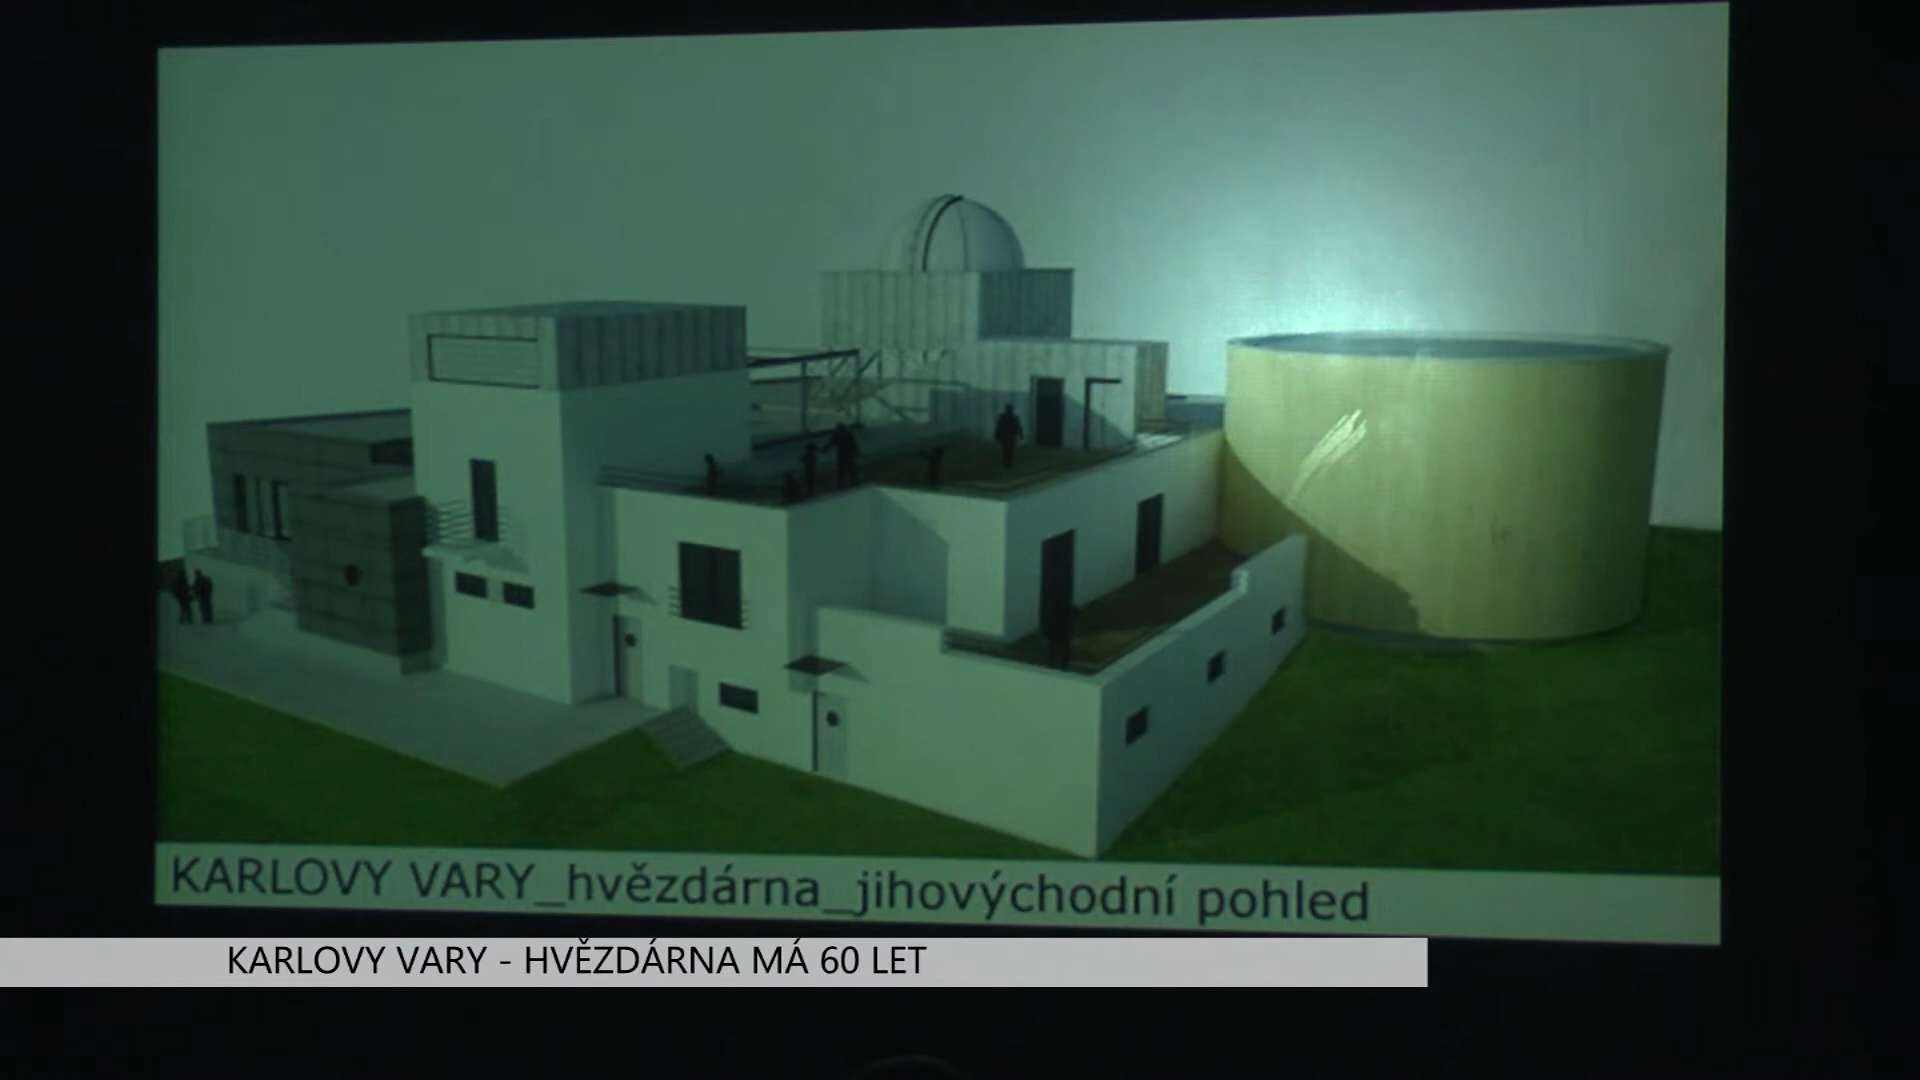 KARLOVY VARY_hvězdárna_jihovýchodní pohled
KARLOVY VARY - HVĚZDÁRNA MÁ 60 LET